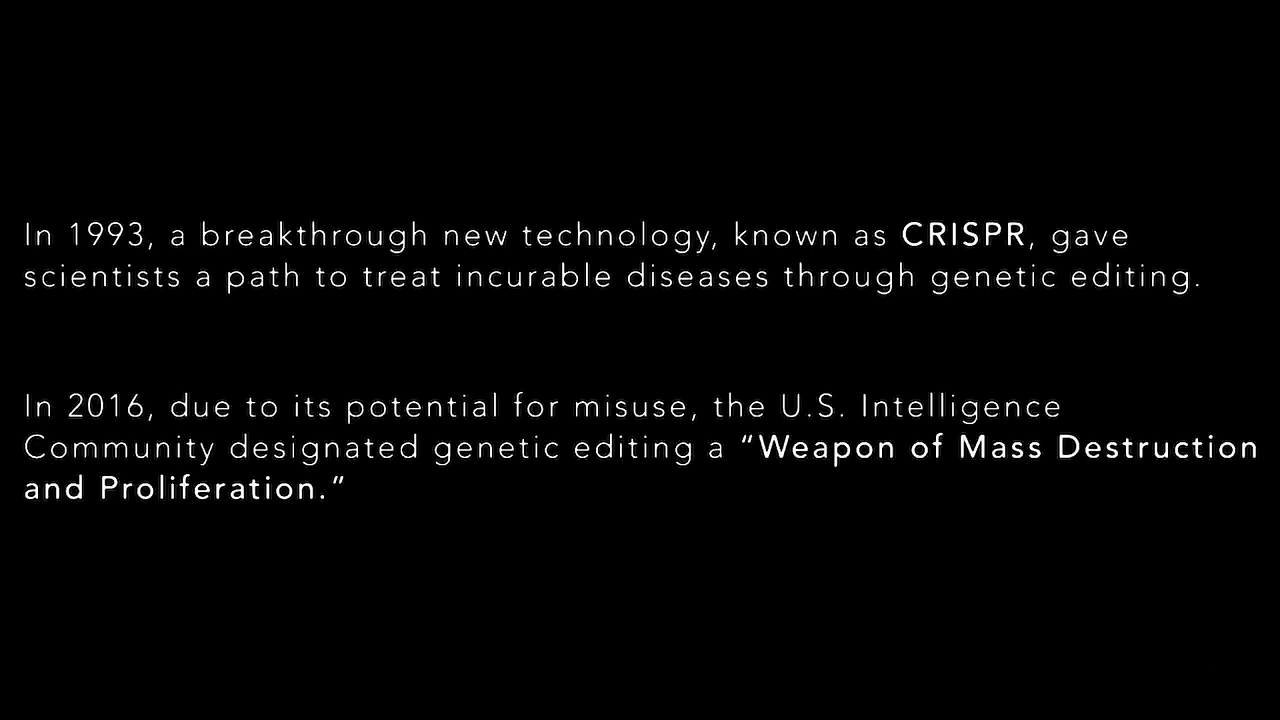 In 1993, a breakthrough new technology, known as CRISPR, gave
scientists a path to treat incurable diseases through genetic editing.
In 2016, due to its potential for misuse, the U.S. Intelligence
Community designated genetic editing a “Weapon of Mass Destruction
and Proliferation.”